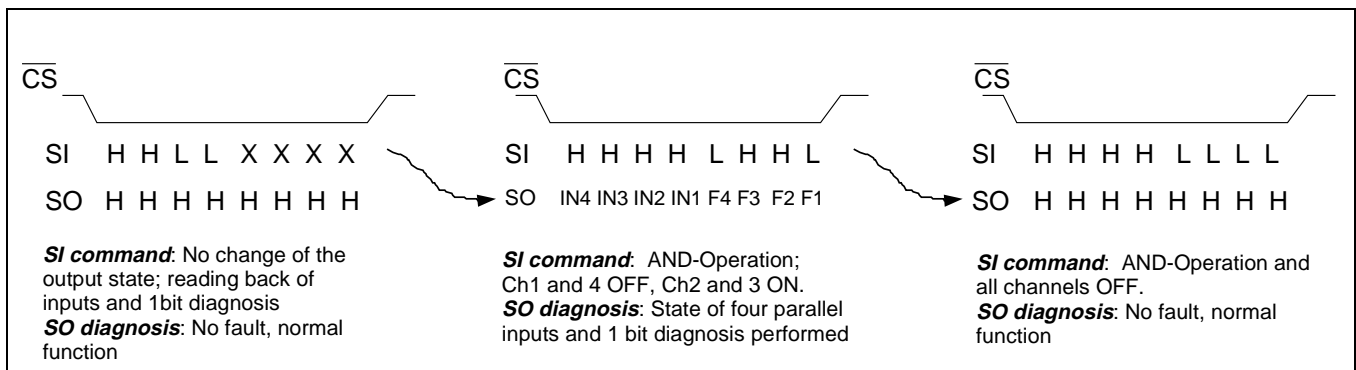 CS
SI H H L L X X X X
SO H H H H H H H H
SI command: No change of the
output state; reading back of
inputs and 1bit diagnosis
SO diagnosis: No fault, normal
function
CS
SI H H H H L H H L
SO IN4 IN3 IN2 IN1 F4 F3 F2 F1
SI command: AND-Operation;
Ch1 and 4 OFF, Ch2 and 3 ON.
SO diagnosis: State of four parallel
inputs and 1 bit diagnosis performed
CS
SI H H H H L L L L
SO H H H H H H H H
SI command: AND-Operation and
all channels OFF.
SO diagnosis: No fault, normal
function